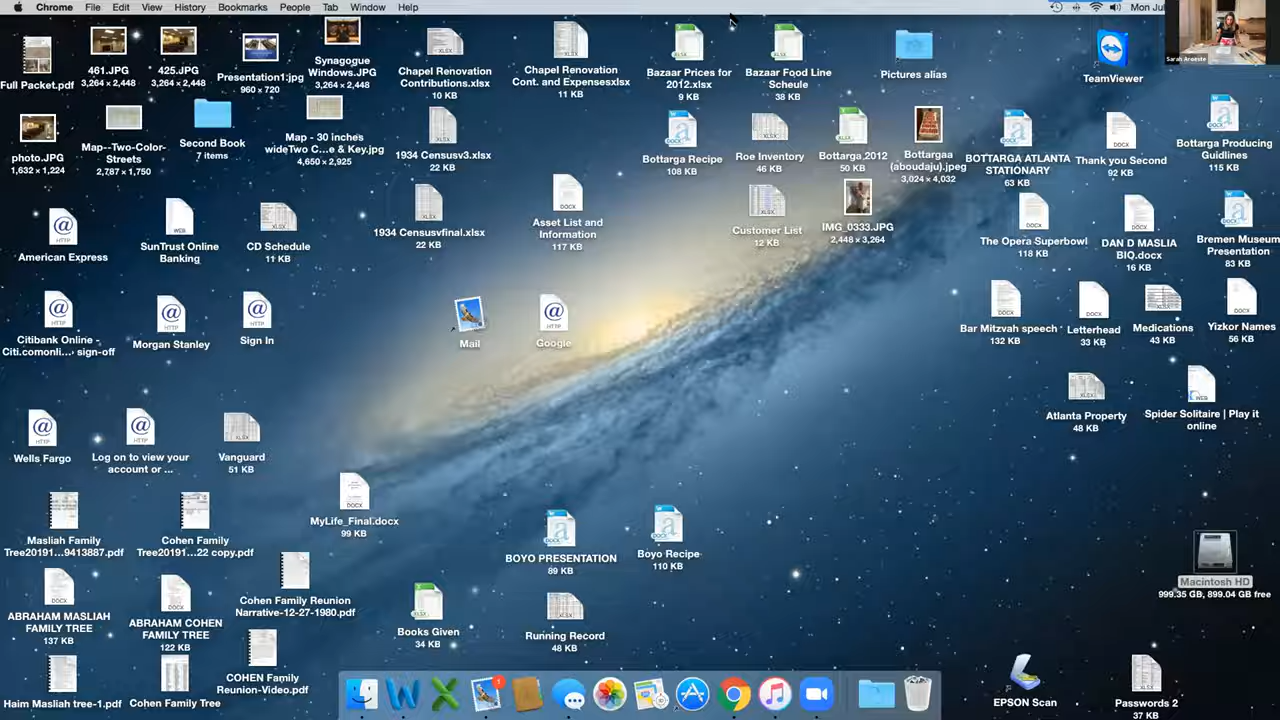 Chrome File Edit View History Bookmarks People Tab Window Help
Mon Jul
Sarah Aroeste
Full Packet.pdf
461.JPG
3,264 × 2,448
425.JPG
3,264 × 2,448
Presentation1.jpg
960 × 720
Synagogue
Windows.JPG
3,264 × 2,448
Chapel Renovation
Contributions.xlsx
10 KB
Chapel Renovation
Cont. and Expensesxlsx
11 KB
Bazaar Prices for
2012.xlsx
9 KB
Bazaar Food Line
Scheule
38 KB
Pictures alias
TeamViewer
photo.JPG
1,632 × 1,224
Map--Two-Color-
Streets
2,787 × 1,750
Second Book
7 items
Map - 30 inches
wideTwo C...e & Key.jpg
4,650 × 2,925
1934 Censusv3.xlsx
22 KB
Bottarga Recipe
108 KB
Roe Inventory
46 KB
Bottarga 2012
50 KB
Bottargaa
(aboudaju).jpeg
3,024 × 4,032
BOTTARGA ATLANTA
STATIONARY
63 KB
Thank you Second
92 KB
Bottarga Producing
Guidlines
115 KB
American Express
SunTrust Online
Banking
CD Schedule
11 KB
1934 Censusvfinal.xlsx
22 KB
Asset List and
Information
117 KB
Customer List
12 KB
IMG_0333.JPG
2,448 × 3,264
The Opera Superbowl
118 KB
DAN D MASLIA
BIQ.docx
16 KB
Bremen Museum
Presentation
83 KB
Citibank Online -
Citi.comonli...› sign-off
Morgan Stanley
Sign In
Mail
Google
Bar Mitzvah speech
132 KB
Letterhead
33 KB
Medications
43 KB
Yizkor Names
56 KB
Atlanta Property
48 KB
Spider Solitaire | Play it
online
Wells Fargo
Log on to view your
account or ...
Vanguard
51 KB
Masliah Family
Tree20191...9413887.pdf
Cohen Family
Tree20191...22 copy.pdf
MyLife_Final.docx
99 KB
BOYO PRESENTATION
89 KB
Boyo Recipe
110 KB
Macintosh HD
999.35 GB, 899.04 GB free
ABRAHAM MASLIAH
FAMILY TREE
137 KB
ABRAHAM COHEN
FAMILY TREE
122 KB
Cohen Family Reunion
Narrative-12-27-1980.pdf
Books Given
34 KB
Running Record
48 KB
Haim Masliah tree-1.pdf
Cohen Family Tree
COHEN Family
Reunion-Video.pdf
EPSON Scan
Passwords 2
37 KB